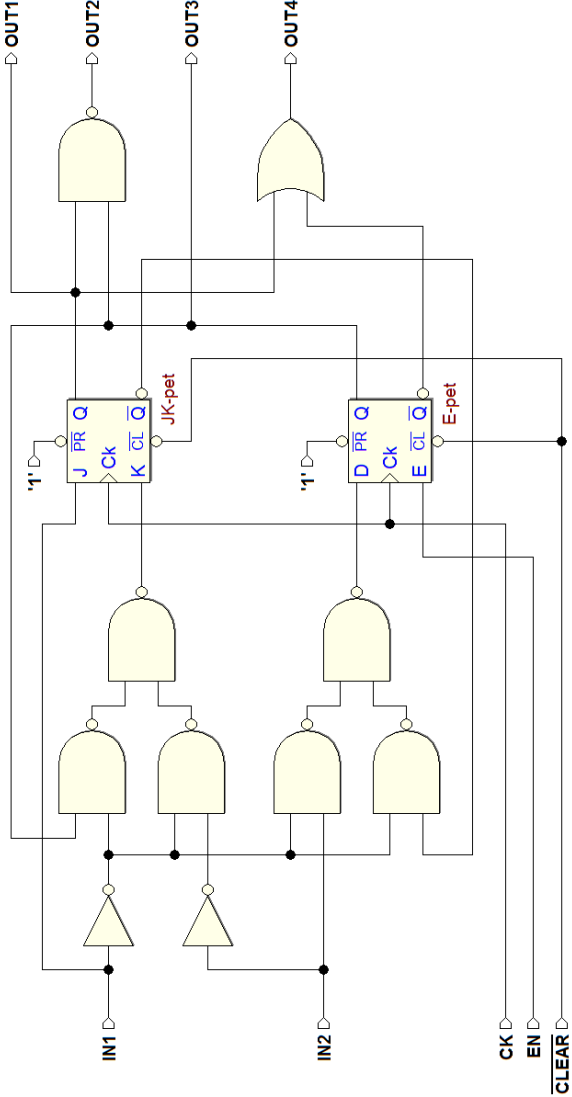 OUT1
OUT2
OUT3
OUT4
'1'
J PR Q
Ck
K CL Q
JK-pet
'1'
D PR Q
Ck
E CL Q
E-pet
IN1
IN2
CK
EN
CLEAR